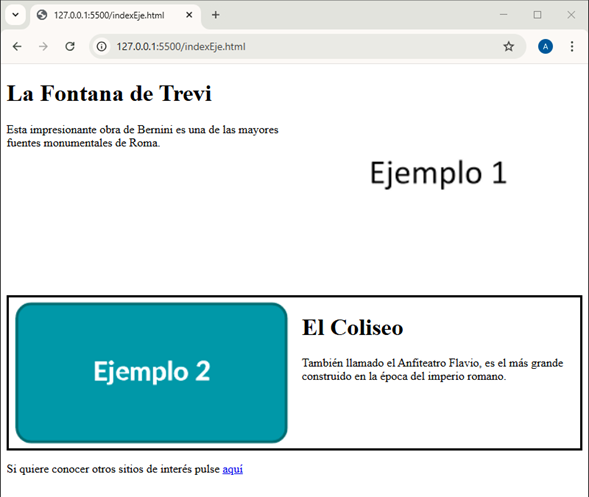 127.0.0.1:5500/indexEje.html
127.0.0.1:5500/indexEje.html
A
La Fontana de Trevi
Esta impresionante obra de Bernini es una de las mayores
fuentes monumentales de Roma.
Ejemplo 1
Ejemplo 2
El Coliseo
También llamado el Anfiteatro Flavio, es el más grande
construido en la época del imperio romano.
Si quiere conocer otros sitios de interés pulse aquí